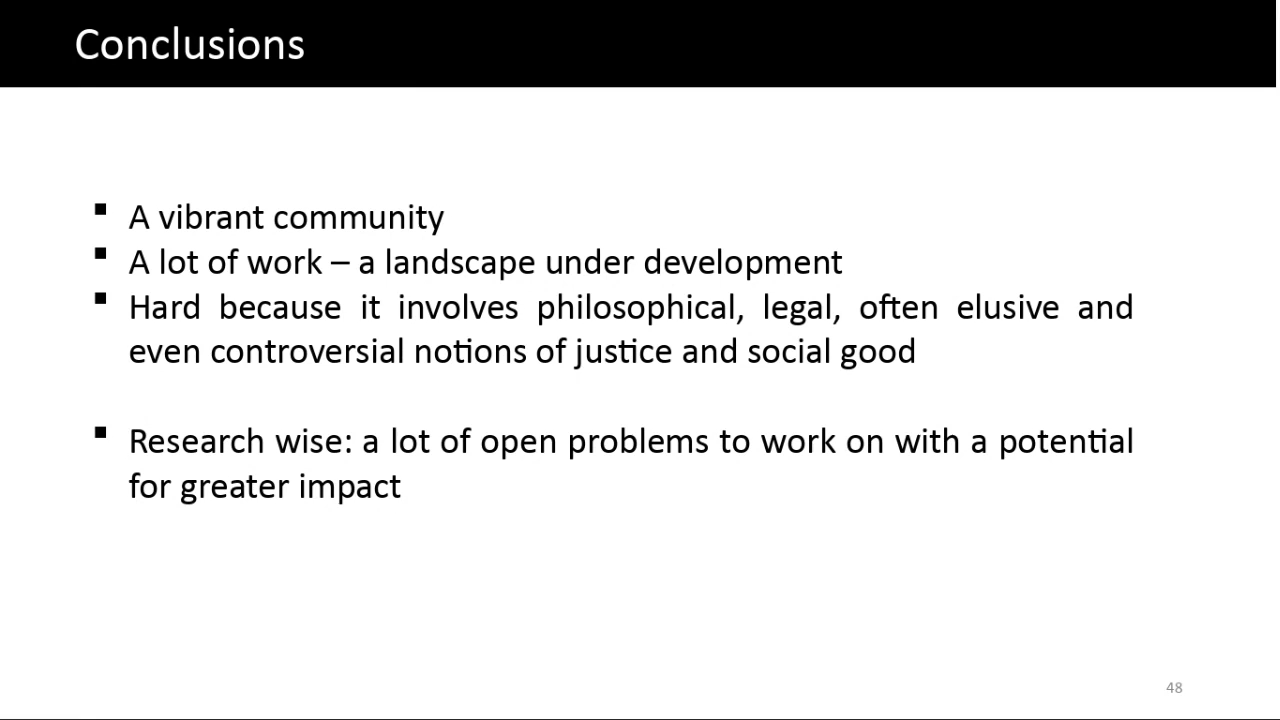 Conclusions
▪ A vibrant community
▪ A lot of work – a landscape under development
▪ Hard because it involves philosophical, legal, often elusive and
even controversial notions of justice and social good
▪ Research wise: a lot of open problems to work on with a potential
for greater impact
48